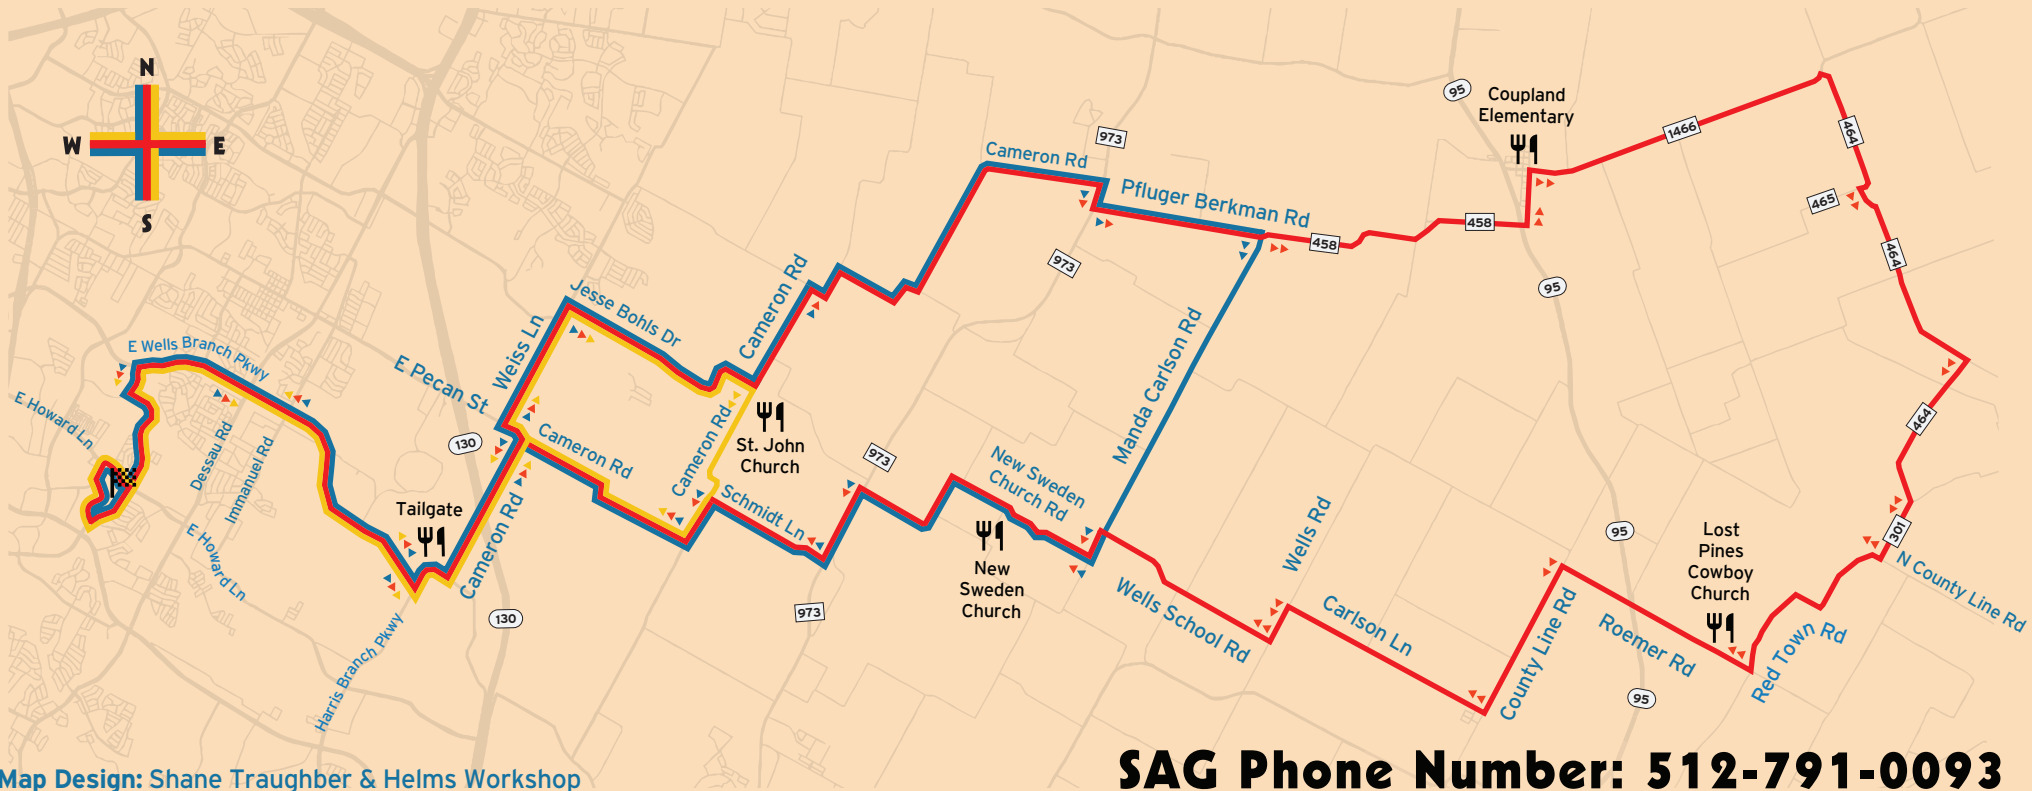 N
W
E
S
95
Coupland
Elementary
1466
464
973
Cameron Rd
Pfluger Berkman Rd
465
458
458
464
973
95
Cameron Rd
Jesse Bohls Dr
Weiss Ln
E Pecan St
E Wells Branch Pkwy
Manda Carlson Rd
E Howard Ln
130
Cameron Rd
Cameron Rd
St. John
Church
973
464
Dessau Rd
Immanuel Rd
Schmidt Ln
New Sweden
Church Rd
Tailgate
Cameron Rd
E Howard Ln
Wells Rd
95
Lost
Pines
Cowboy
Church
301
N County Line Rd
New
Sweden
Church
130
973
Wells School Rd
Carlson Ln
County Line Rd
Roemer Rd
Red Town Rd
Harris Branch Pkwy
95
Map Design: Shane Traughber & Helms Workshop
SAG Phone Number: 512-791-0093